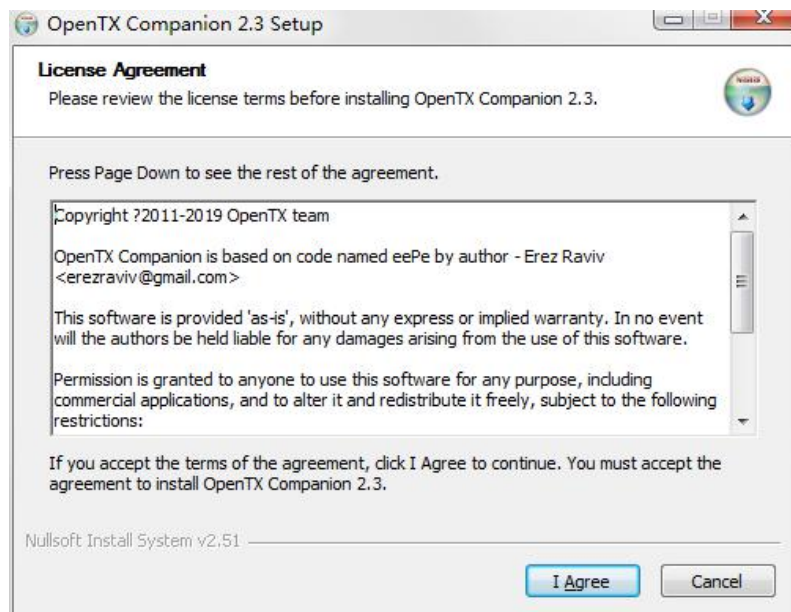 OpenTX Companion 2.3 Setup
License Agreement
Please review the license terms before installing OpenTX Companion 2.3.
Press Page Down to see the rest of the agreement.
Copyright ?2011-2019 OpenTX team
OpenTX Companion is based on code named eePe by author - Erez Raviv
<erezraviv@gmail.com>
This software is provided 'as-is', without any express or implied warranty. In no event
will the authors be held liable for any damages arising from the use of this software.
Permission is granted to anyone to use this software for any purpose, including
commercial applications, and to alter it and redistribute it freely, subject to the following
restrictions:
If you accept the terms of the agreement, click I Agree to continue. You must accept the
agreement to install OpenTX Companion 2.3.
Nullsoft Install System v2.51
I Agree
Cancel